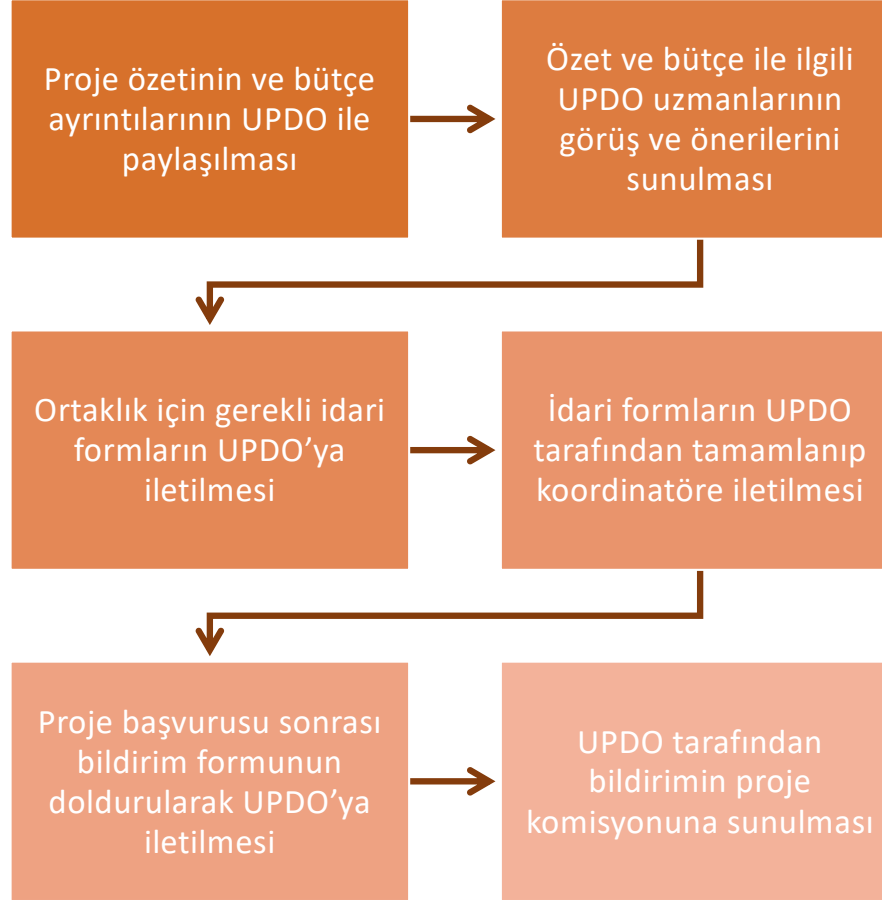 Proje özetinin ve bütçe
ayrıntılarının UPDO ile
paylaşılması
Özet ve bütçe ile ilgili
UPDO uzmanlarının
görüş ve önerilerini
sunulması
Ortaklık için gerekli idari
formların UPDO’ya
iletilmesi
İdari formların UPDO
tarafından tamamlanıp
koordinatöre iletilmesi
Proje başvurusu sonrası
bildirim formunun
doldurularak UPDO’ya
iletilmesi
UPDO tarafından
bildirimin proje
komisyonuna sunulması